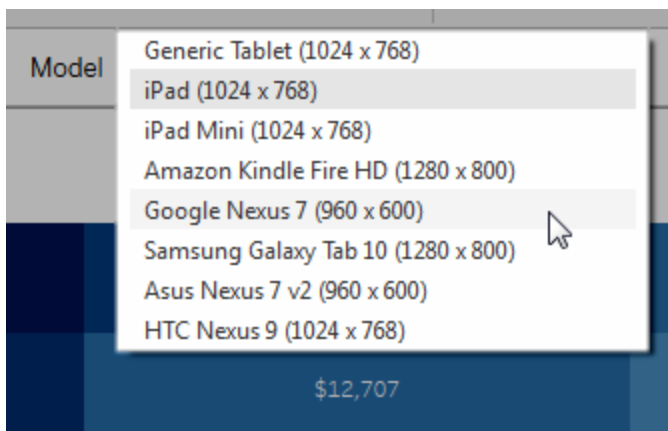 Model
Generic Tablet (1024 x 768)
iPad (1024 x 768)
iPad Mini (1024 x 768)
Amazon Kindle Fire HD (1280 x 800)
Google Nexus 7 (960 x 600)
Samsung Galaxy Tab 10 (1280 x 800)
Asus Nexus 7 v2 (960 x 600)
HTC Nexus 9 (1024 x 768)
$12,707